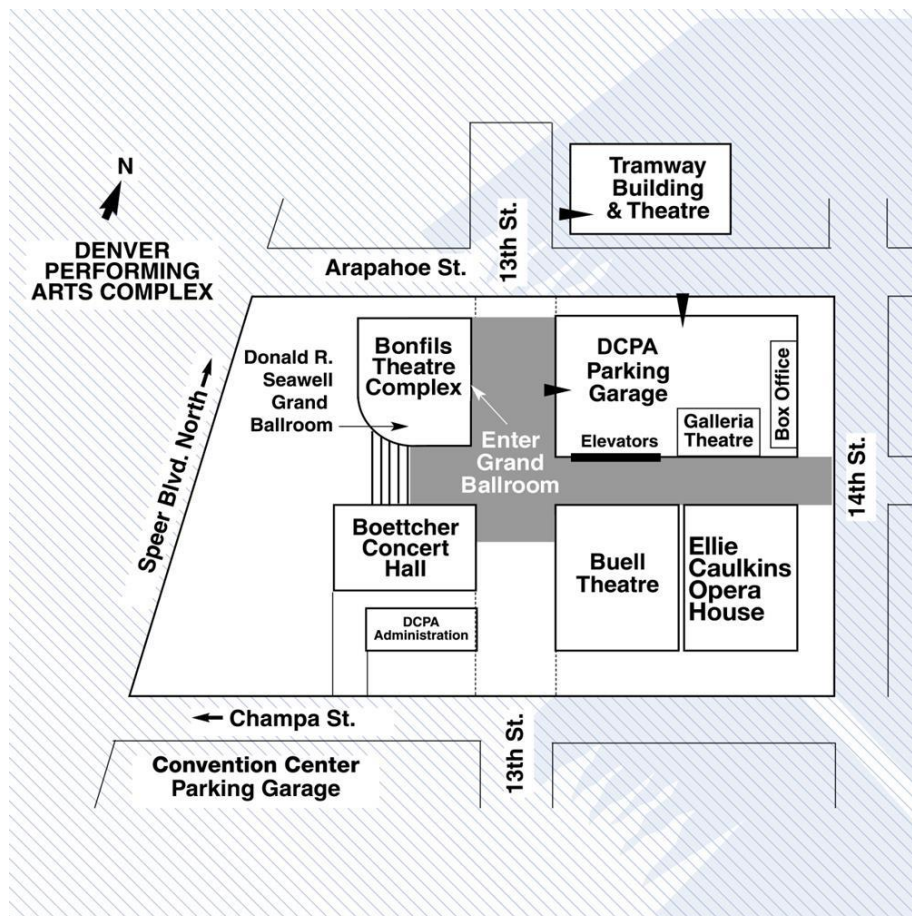 N
DENVER
PERFORMING
ARTS COMPLEX
Tramway
Building
& Theatre
13th St.
Arapahoe St.
Donald R.
Seawell
Grand
Ballroom
Bonfils
Theatre
Complex
DCPA
Parking
Garage
Box Office
Galleria
Theatre
Elevators
Enter
Grand
Ballroom
Speer Blvd. North
14th St.
Boettcher
Concert
Hall
Buell
Theatre
Ellie
Caulkins
Opera
House
DCPA
Administration
Champa St.
13th St.
Convention Center
Parking Garage